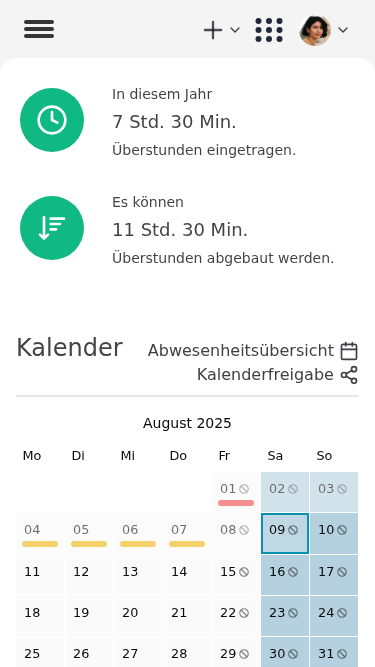 In diesem Jahr
7 Std. 30 Min.
Überstunden eingetragen.
Es können
11 Std. 30 Min.
Überstunden abgebaut werden.
Kalender
Abwesenheitsübersicht
Kalenderfreigabe
August 2025
Mo Di Mi Do Fr Sa So
01 02 03
04 05 06 07 08 09 10
11 12 13 14 15 16 17
18 19 20 21 22 23 24
25 26 27 28 29 30 31